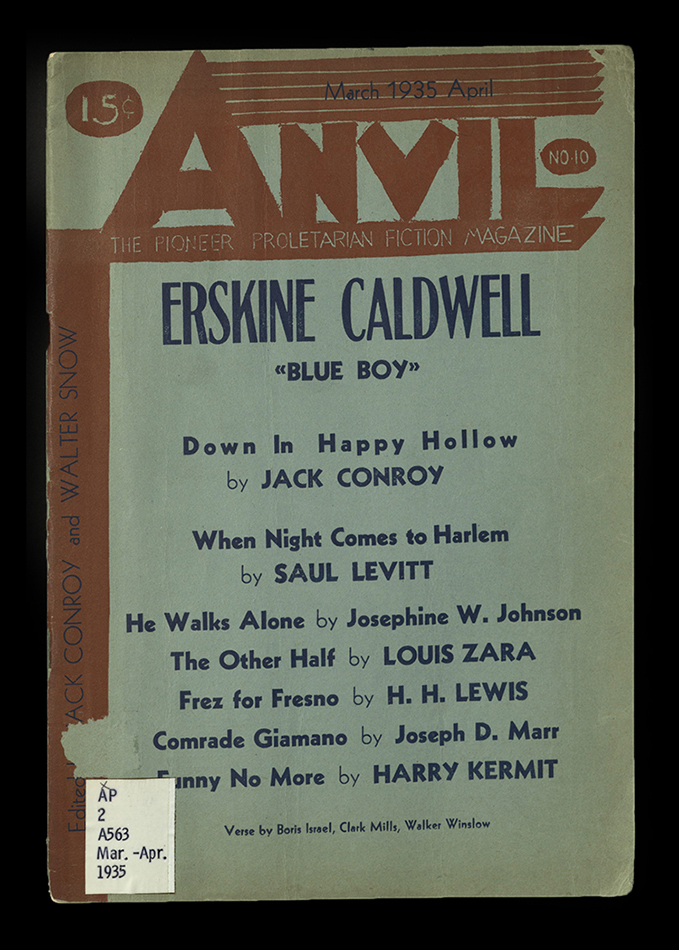 15¢
March 1935 April
ANVIL
NO·10
THE PIONEER PROLETARIAN FICTION MAGAZINE
ERSKINE CALDWELL
«BLUE BOY»
Down In Happy Hollow
by JACK CONROY
When Night Comes to Harlem
by SAUL LEVITT
He Walks Alone by Josephine W. Johnson
The Other Half by LOUIS ZARA
Frez for Fresno by H. H. LEWIS
Comrade Giamano by Joseph D. Marr
Funny No More by HARRY KERMIT
Verse by Boris Israel, Clark Mills, Walker Winslow
Edited JACK CONROY and WALTER SNOW
AP
2
A563
Mar. -Apr.
1935